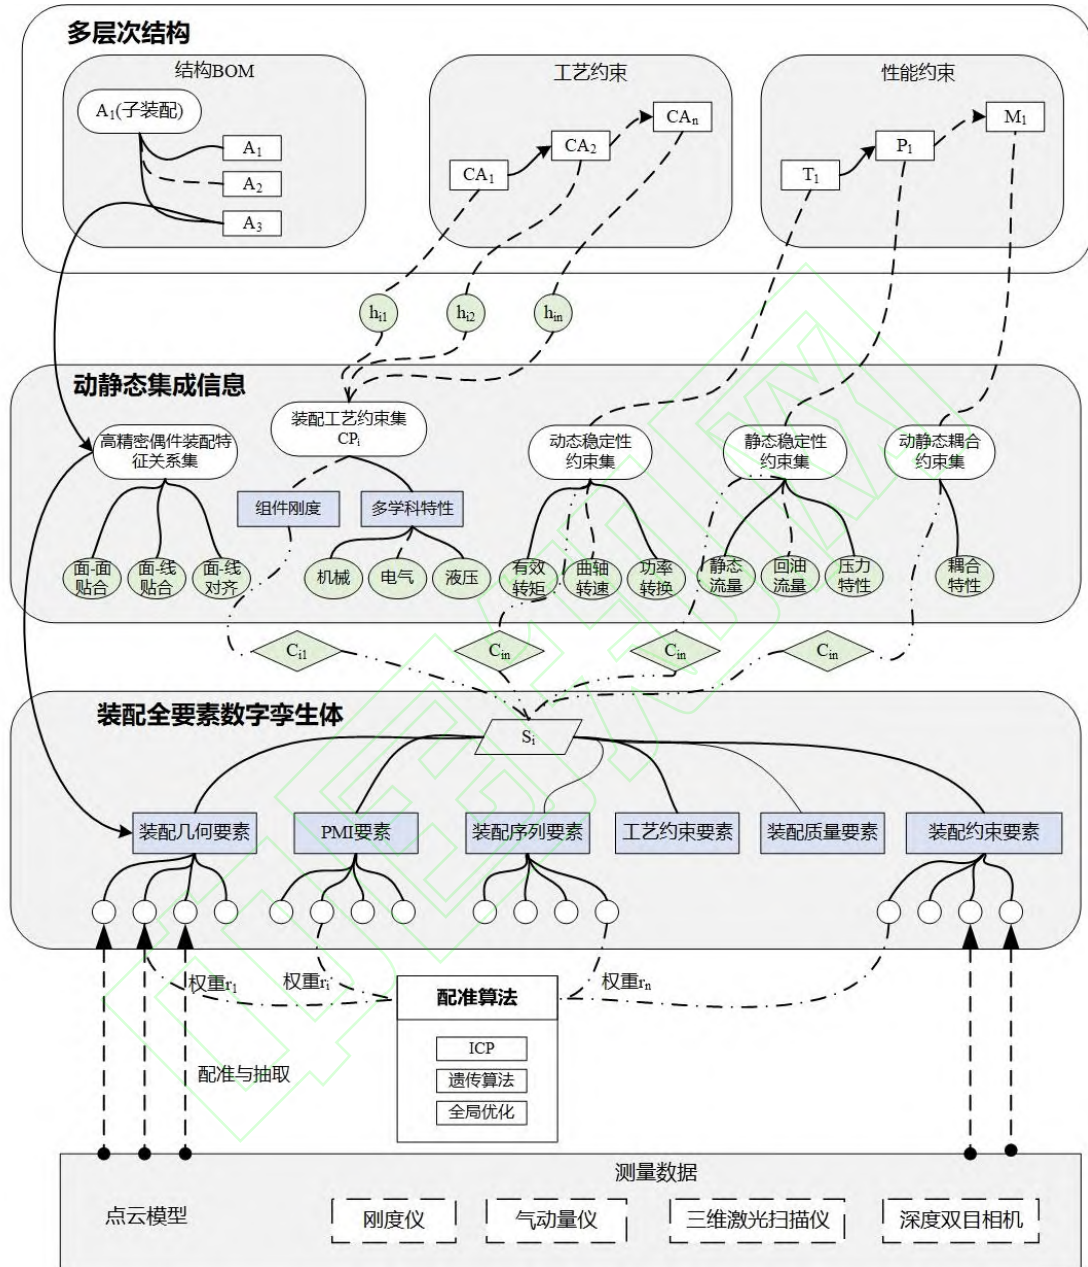 多层次结构
结构BOM
工艺约束
性能约束
A₁(子装配)
A₁
A₂
A₃
CA₁
CA₂
CAₙ
T₁
P₁
M₁
hᵢ₁
hᵢ₂
hᵢₙ
动静态集成信息
高精密偶件装配特
征关系集
装配工艺约束集
CPᵢ
动态稳定性
约束集
静态稳定性
约束集
动静态耦合
约束集
组件刚度
多学科特性
面-面
贴合
面-线
贴合
面-线
对齐
机械
电气
液压
有效
转矩
曲轴
转速
功率
转换
静态
流量
回油
流量
压力
特性
耦合
特性
Cᵢ₁
Cᵢₙ
Cᵢₙ
Cᵢₙ
装配全要素数字孪生体
Sᵢ
装配几何要素
PMI要素
装配序列要素
工艺约束要素
装配质量要素
装配约束要素
权重r₁
权重rᵢ
权重rₙ
配准算法
ICP
遗传算法
全局优化
配准与抽取
测量数据
点云模型
刚度仪
气动量仪
三维激光扫描仪
深度双目相机